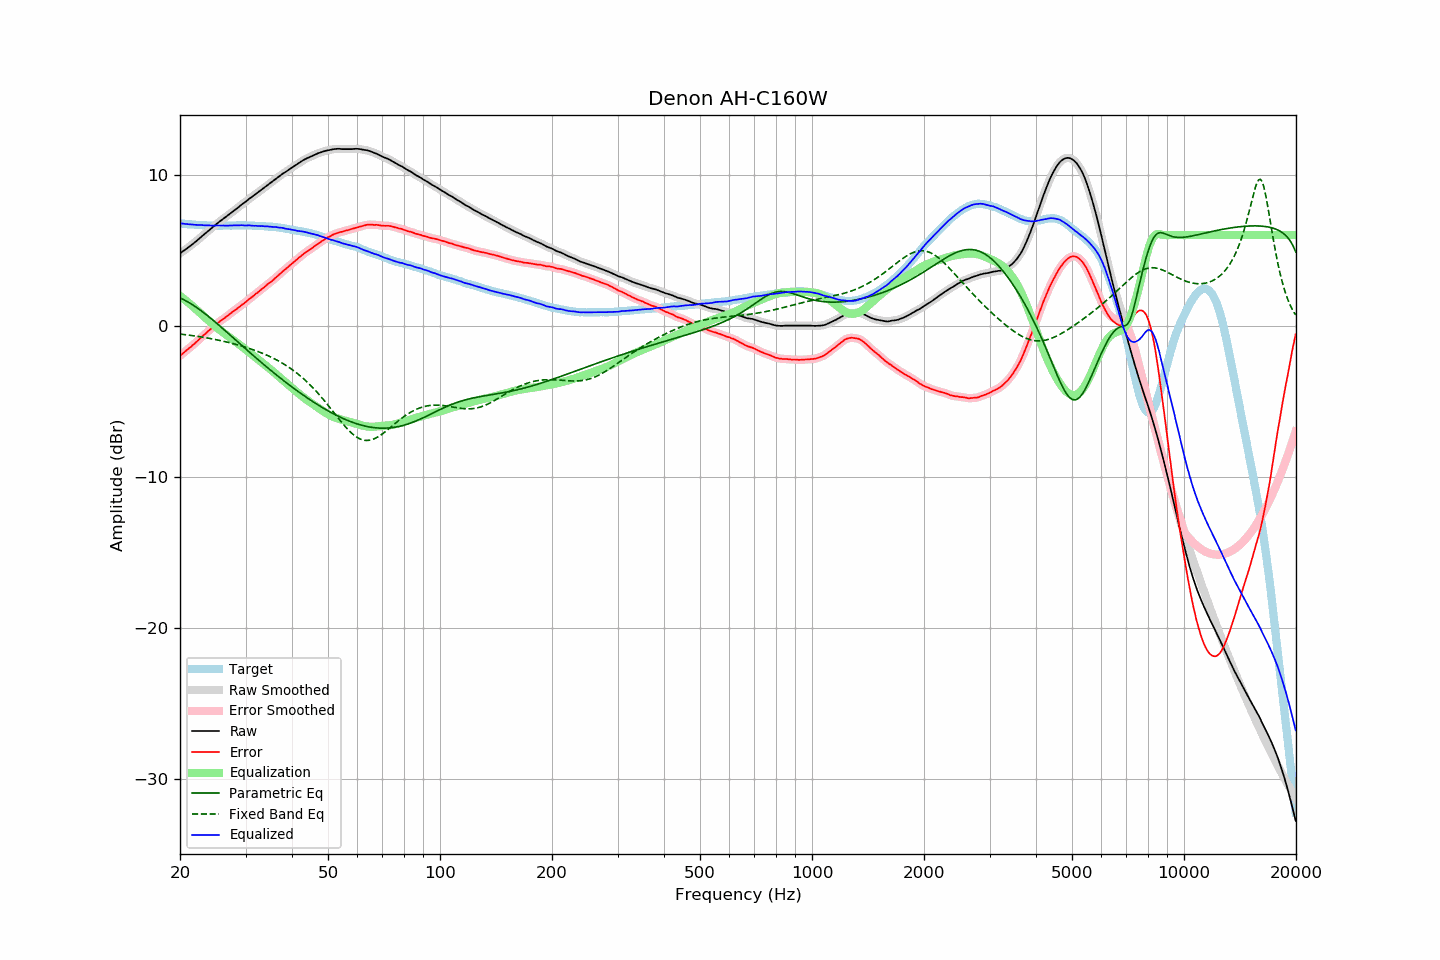 Denon AH-C160W
Amplitude (dBr)
10
0
−10
−20
−30
Target
Raw Smoothed
Error Smoothed
Raw
Error
Equalization
Parametric Eq
Fixed Band Eq
Equalized
20 50 100 200 500 1000 2000 5000 10000 20000
Frequency (Hz)